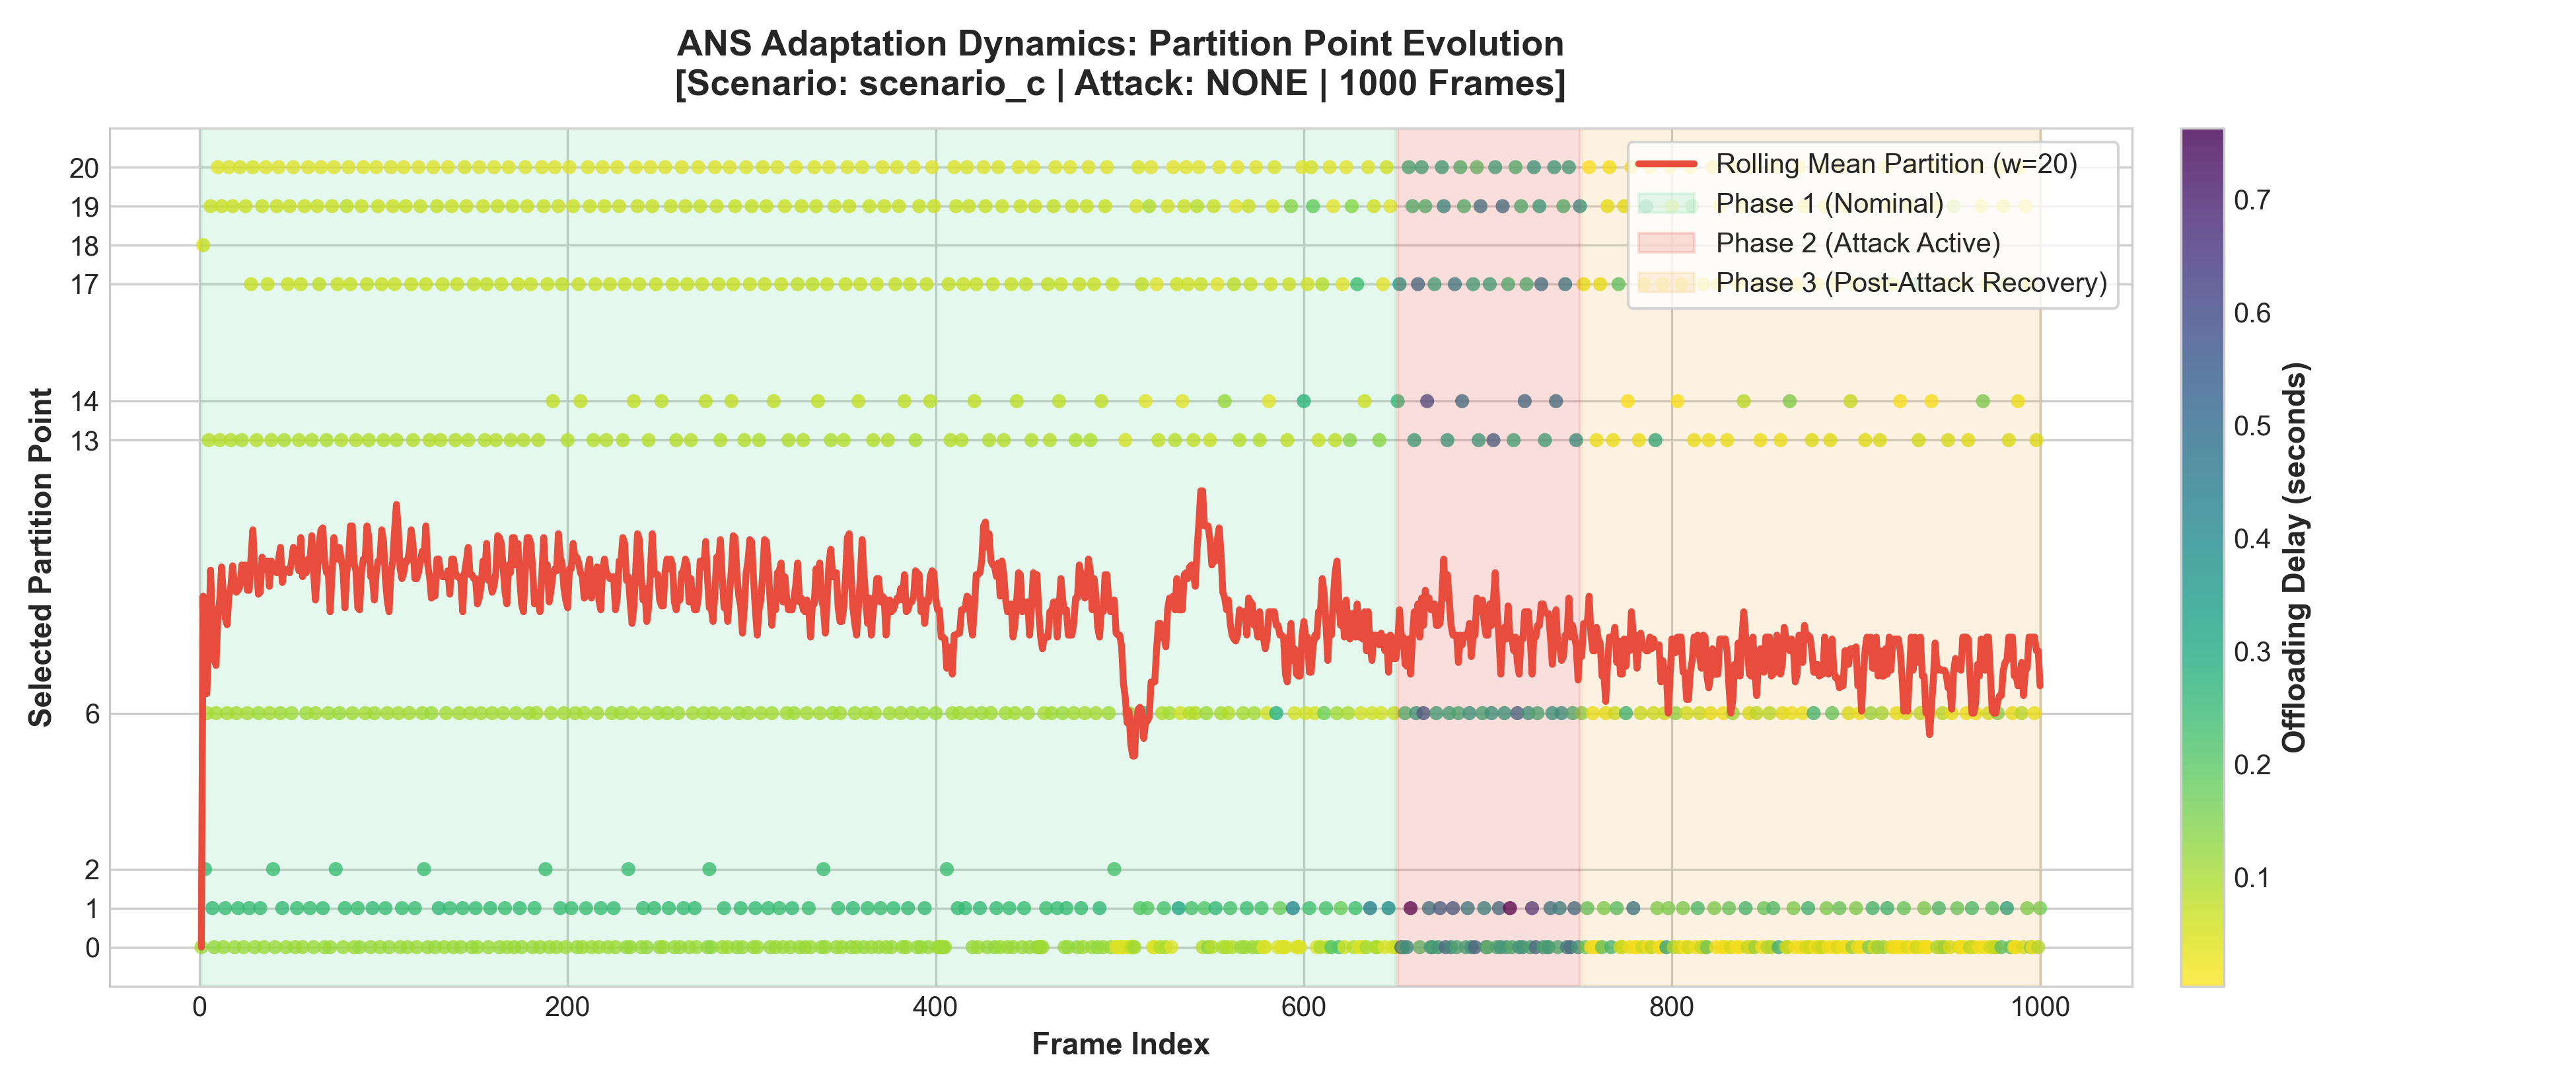 ANS Adaptation Dynamics: Partition Point Evolution
[Scenario: scenario_c | Attack: NONE | 1000 Frames]
Selected Partition Point
20
19
18
17
14
13
6
2
1
0
Rolling Mean Partition (w=20)
Phase 1 (Nominal)
Phase 2 (Attack Active)
Phase 3 (Post-Attack Recovery)
0
200
400
600
800
1000
Frame Index
0.7
0.6
0.5
0.4
0.3
0.2
0.1
Offloading Delay (seconds)